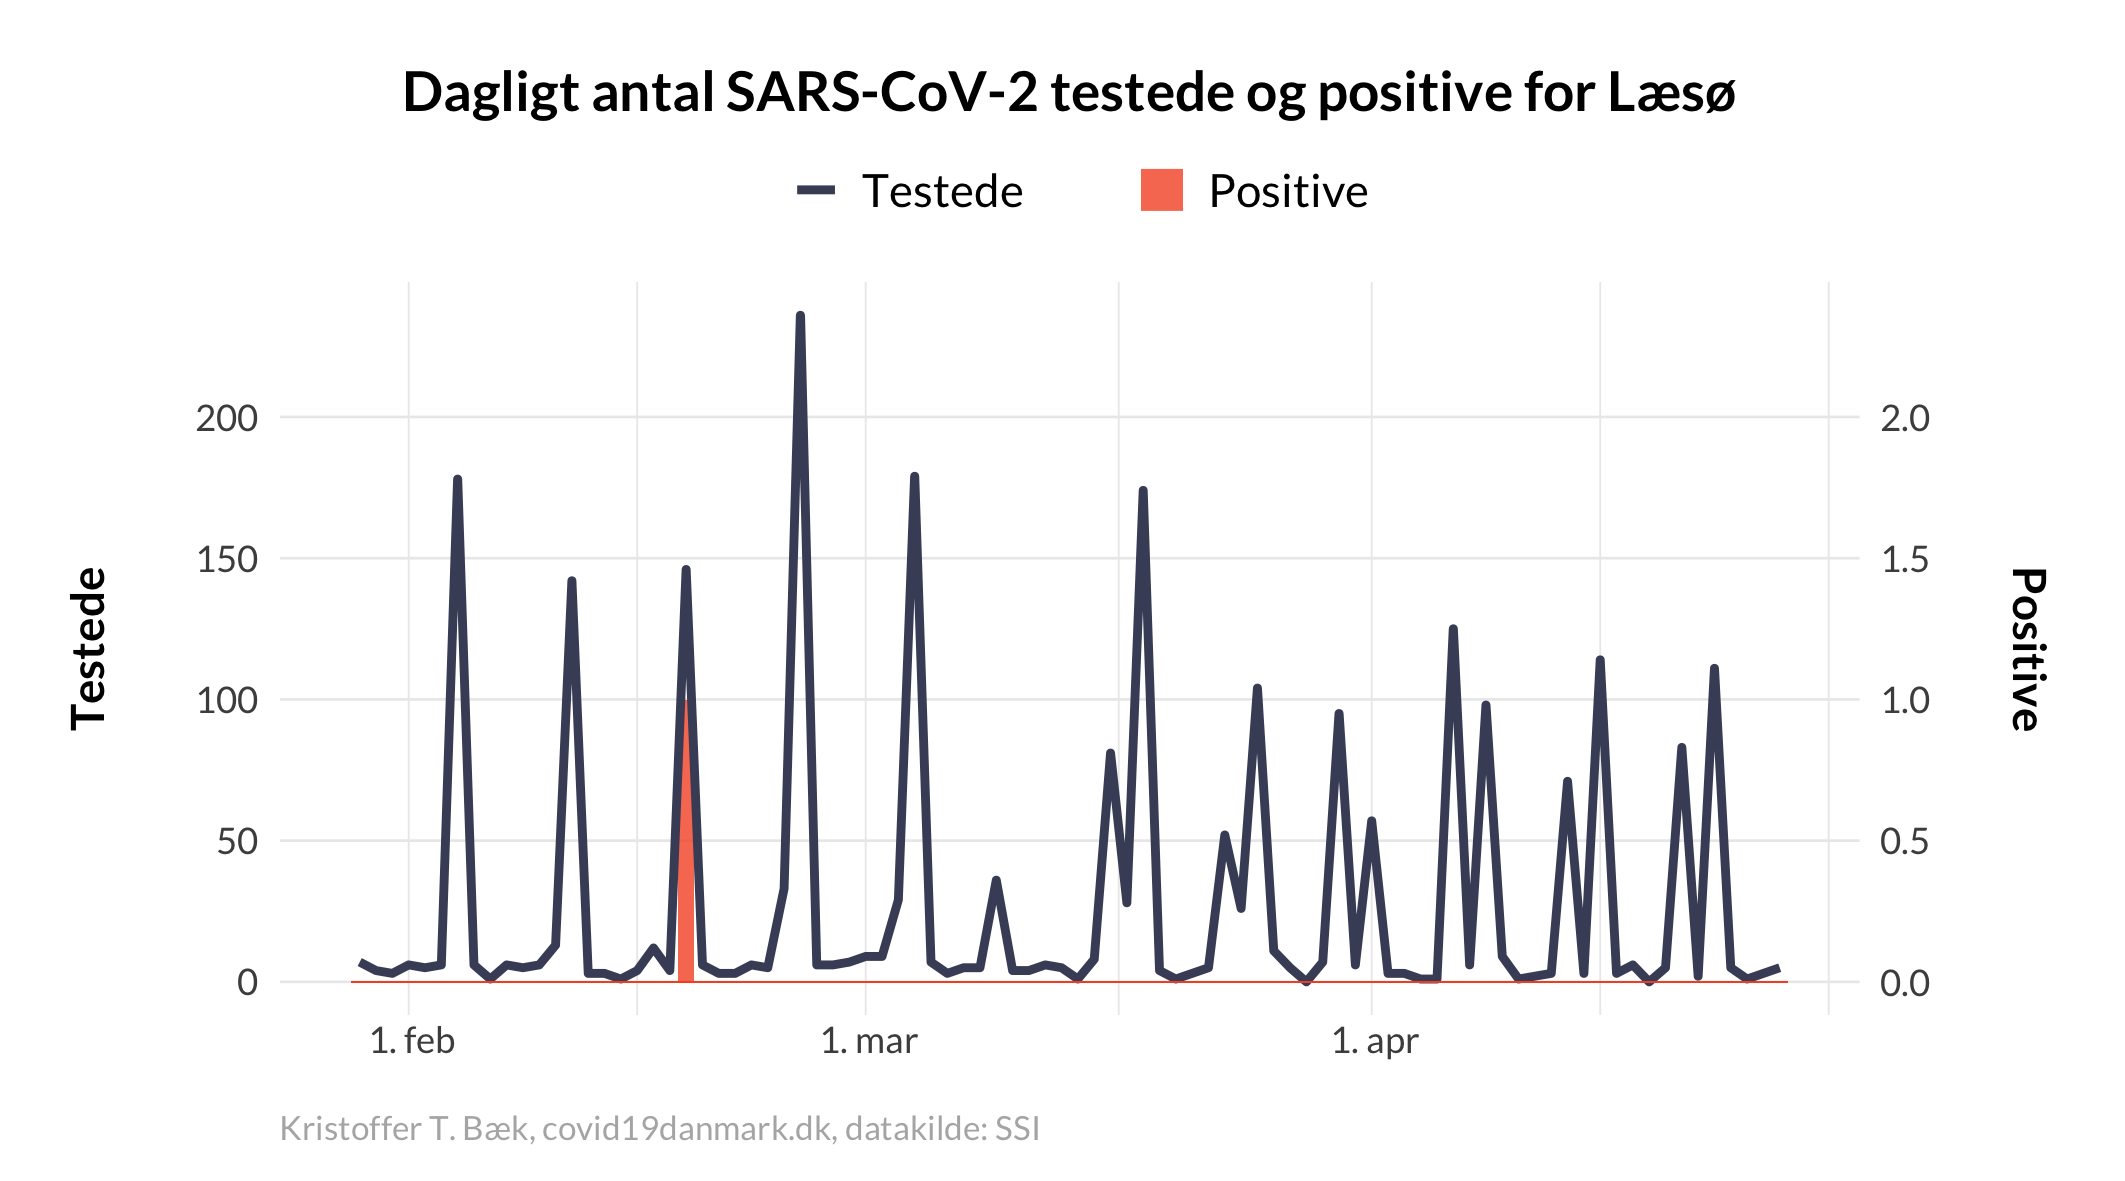 Dagligt antal SARS-CoV-2 testede og positive for Læsø
Testede
Positive
Testede
200
150
100
50
0
2.0
1.5
1.0
0.5
0.0
Positive
1. feb
1. mar
1. apr
Kristoffer T. Bæk, covid19danmark.dk, datakilde: SSI